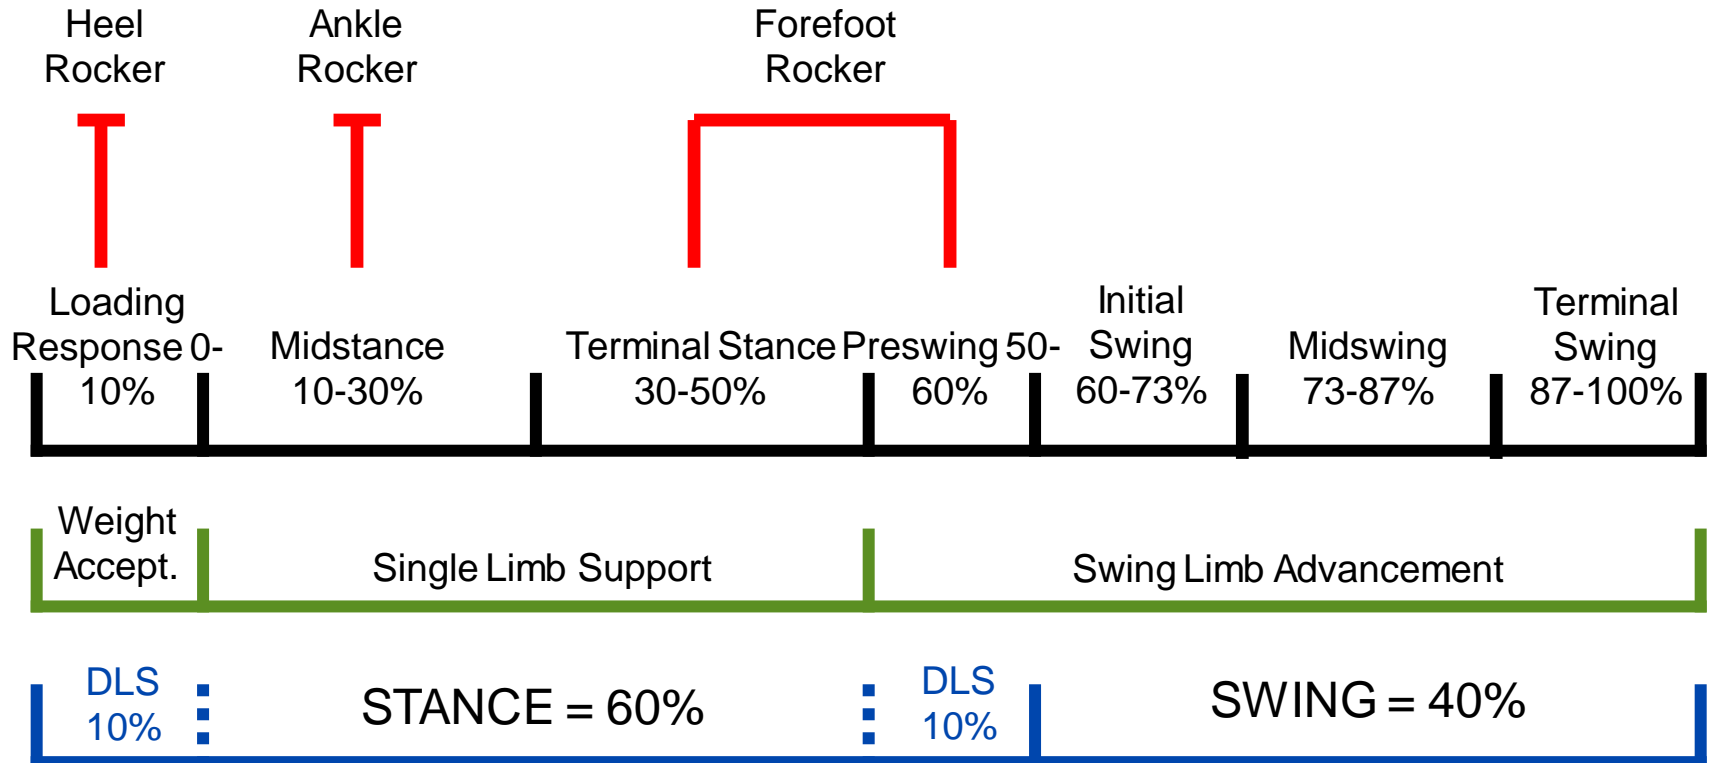 Heel
Rocker
Ankle
Rocker
Forefoot
Rocker
Loading
Response 0-
10%
Midstance
10-30%
Terminal Stance
30-50%
Preswing 50-
60%
Initial
Swing
60-73%
Midswing
73-87%
Terminal
Swing
87-100%
Weight
Accept.
Single Limb Support
Swing Limb Advancement
DLS
10%
STANCE = 60%
DLS
10%
SWING = 40%